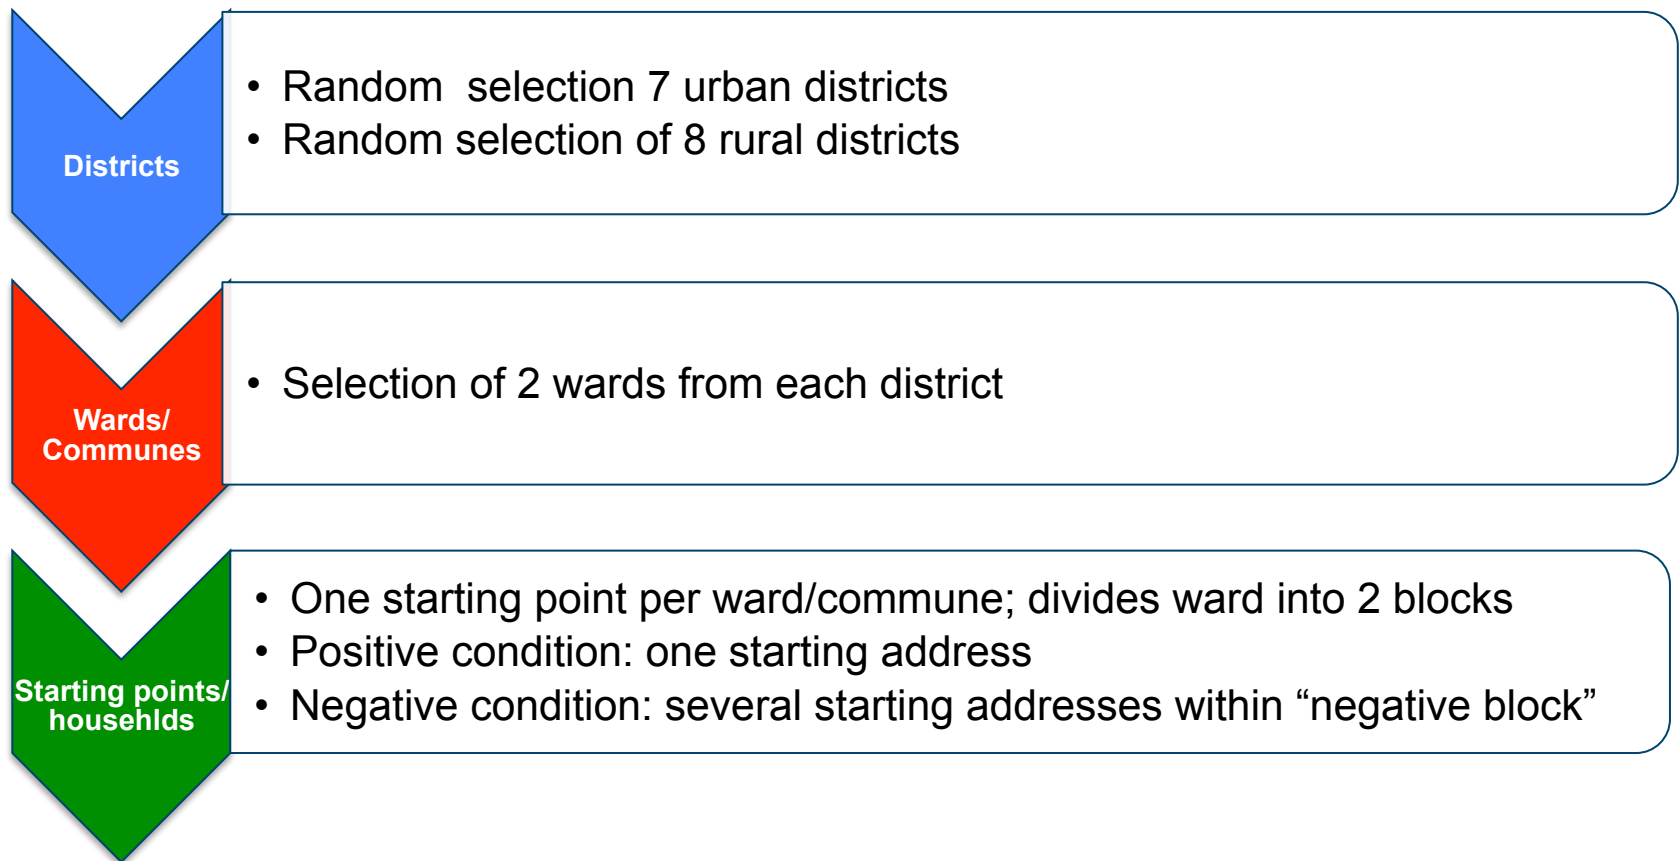 Districts
• Random  selection 7 urban districts
• Random selection of 8 rural districts
Wards/
Communes
• Selection of 2 wards from each district
Starting points/
househlds
• One starting point per ward/commune; divides ward into 2 blocks
• Positive condition: one starting address
• Negative condition: several starting addresses within “negative block”